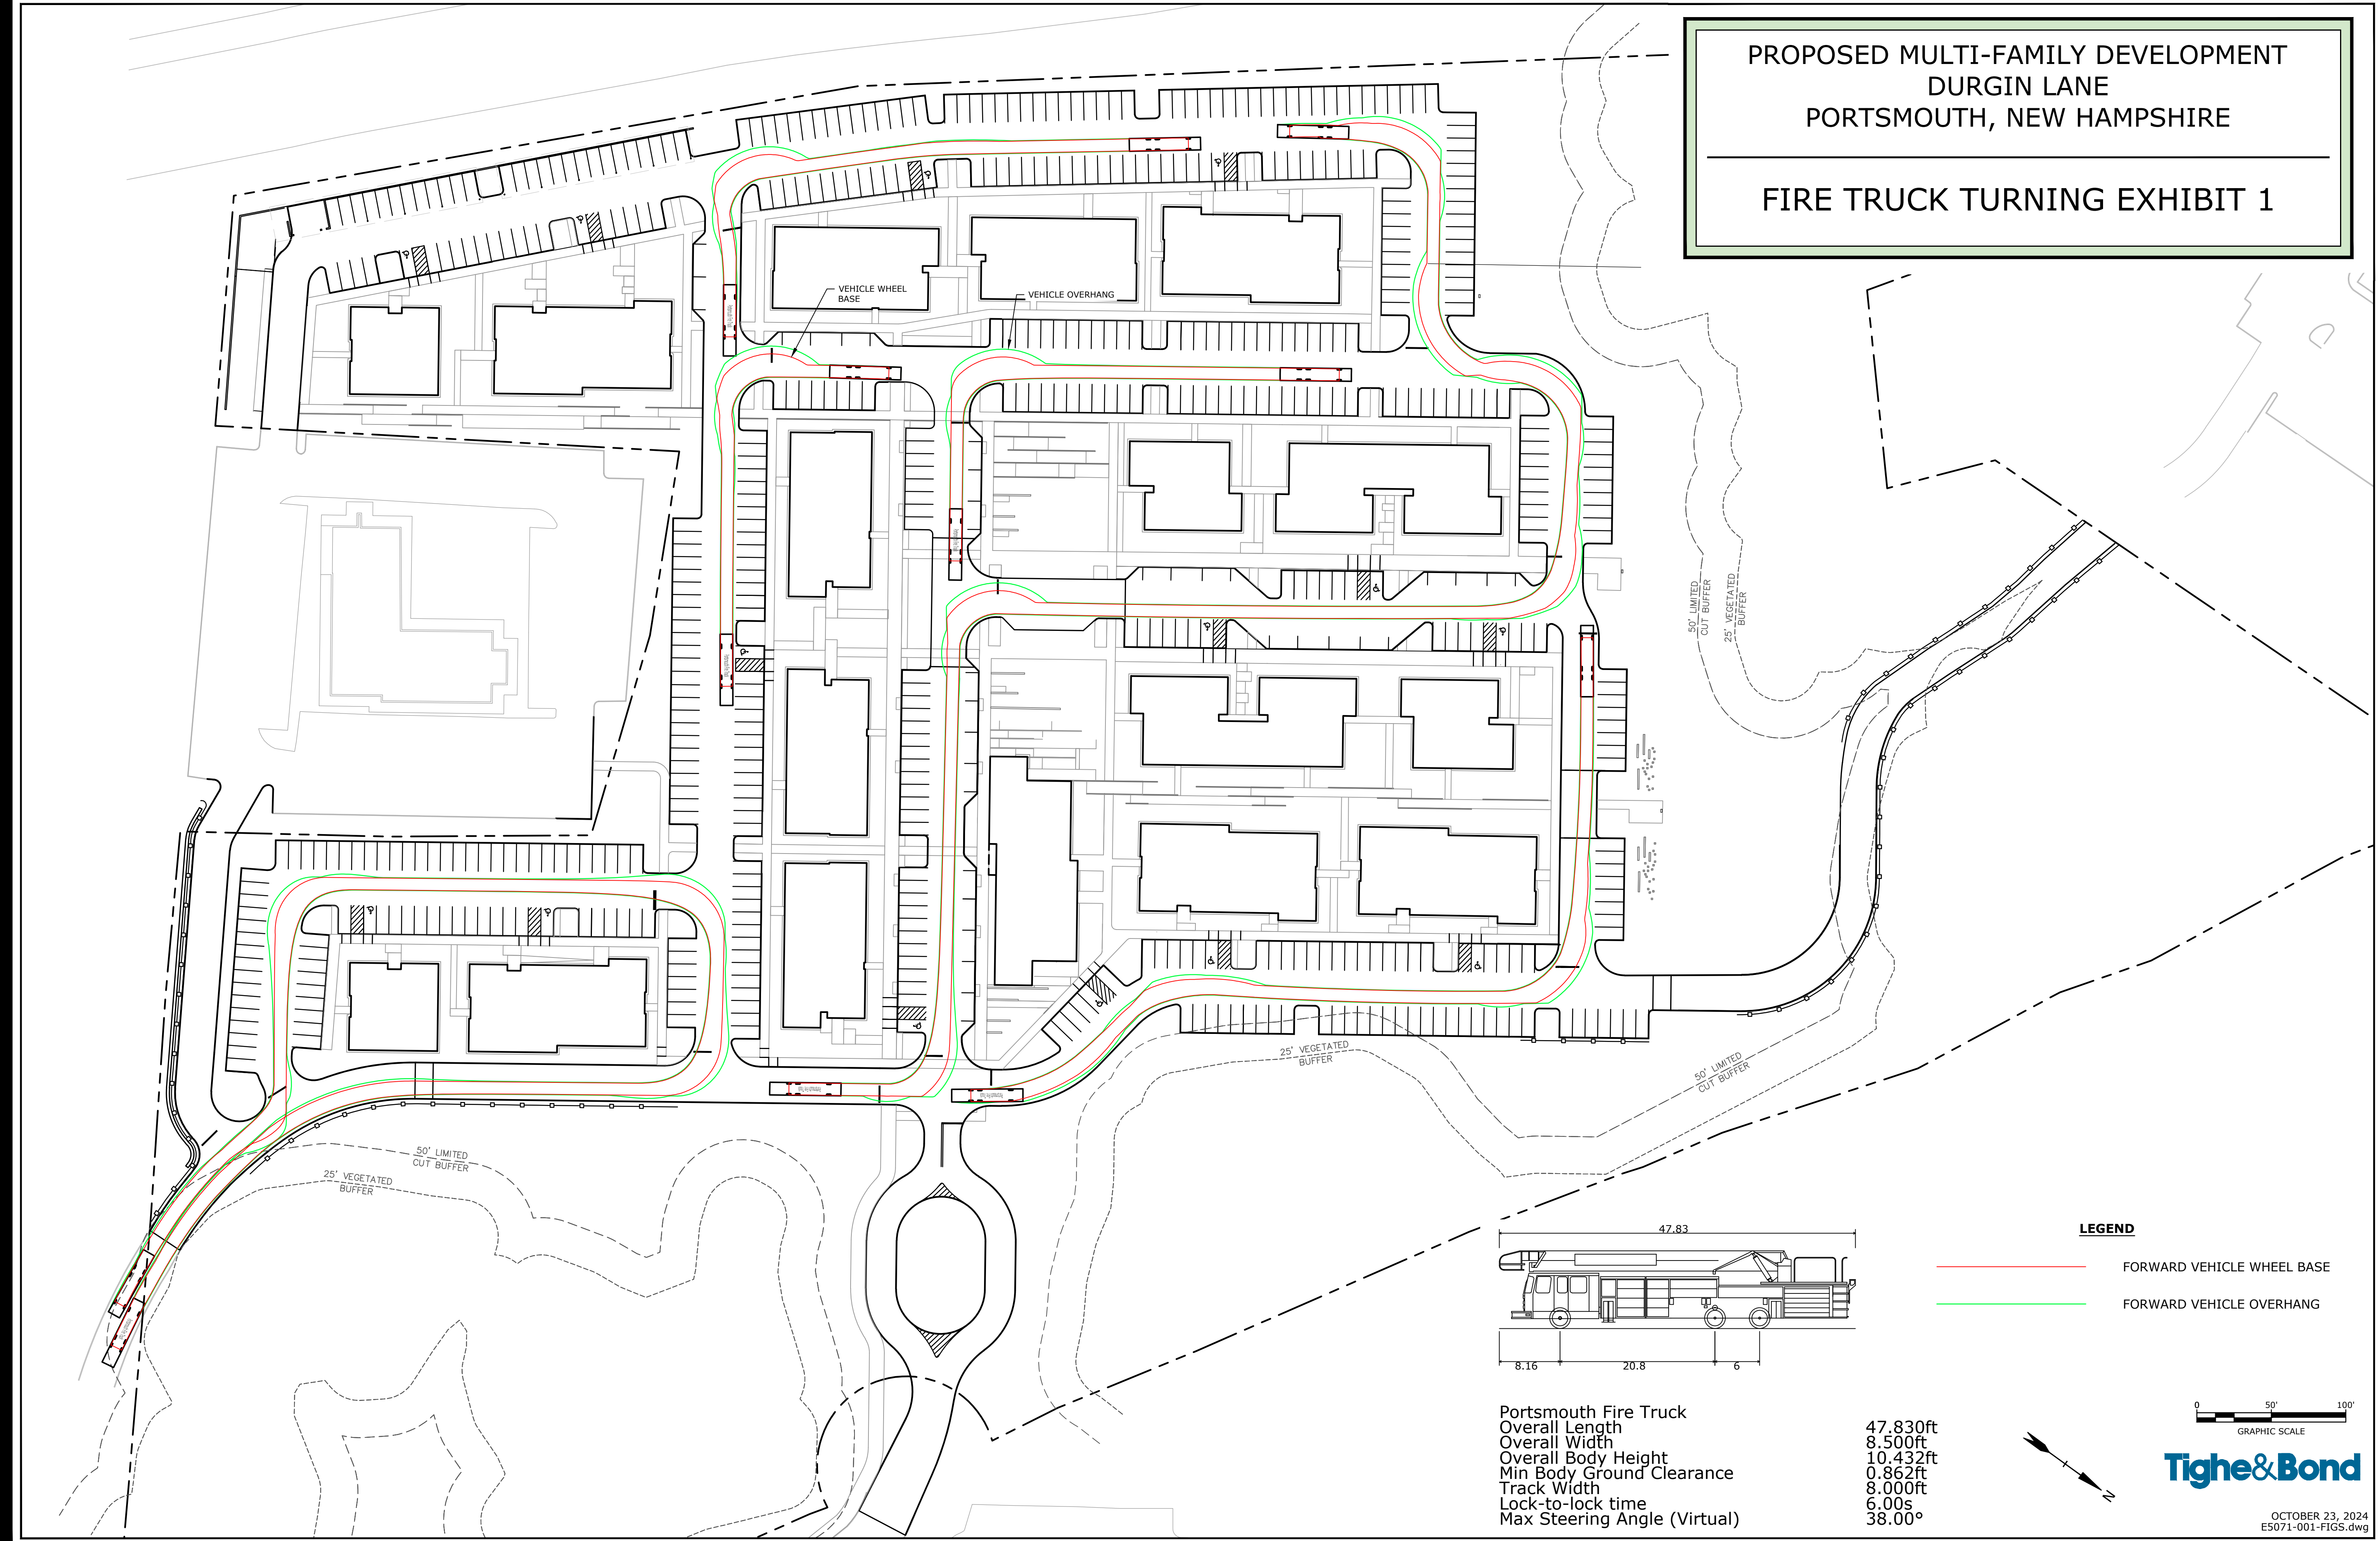 PROPOSED MULTI-FAMILY DEVELOPMENT
DURGIN LANE
PORTSMOUTH, NEW HAMPSHIRE
FIRE TRUCK TURNING EXHIBIT 1
VEHICLE WHEEL
BASE
VEHICLE OVERHANG
50' LIMITED
CUT BUFFER
25' VEGETATED
BUFFER
25' VEGETATED
BUFFER
50' LIMITED
CUT BUFFER
50' LIMITED
CUT BUFFER
25' VEGETATED
BUFFER
47.83
8.16
20.8
6
LEGEND
FORWARD VEHICLE WHEEL BASE
FORWARD VEHICLE OVERHANG
Portsmouth Fire Truck
Overall Length 47.830ft
Overall Width 8.500ft
Overall Body Height 10.432ft
Min Body Ground Clearance 0.862ft
Track Width 8.000ft
Lock-to-lock time 6.00s
Max Steering Angle (Virtual) 38.00°
N
0 50' 100'
GRAPHIC SCALE
Tighe&Bond
OCTOBER 23, 2024
E5071-001-FIGS.dwg